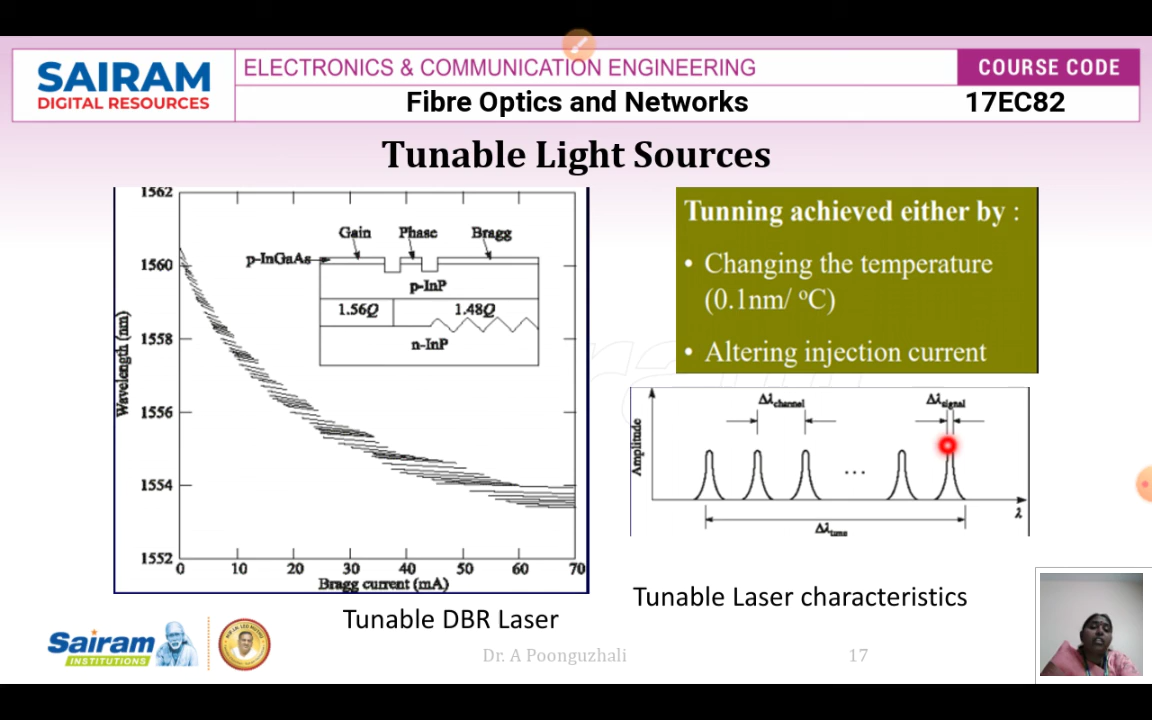 SAIRAM
DIGITAL RESOURCES
ELECTRONICS & COMMUNICATION ENGINEERING
COURSE CODE
Fibre Optics and Networks
17EC82
Tunable Light Sources
1562
1560
1558
1556
1554
1552
Wavelength (nm)
0 10 20 30 40 50 60 70
Bragg current (mA)
Gain Phase Bragg
p-InGaAs
p-InP
1.56Q 1.48Q
n-InP
Tunable DBR Laser
Tunning achieved either by :
• Changing the temperature
(0.1nm/ °C)
• Altering injection current
Δλchannel
Δλsignal
Amplitude
...
λ
Δλtune
Tunable Laser characteristics
Sairam
INSTITUTIONS
Dr. A Poonguzhali
17